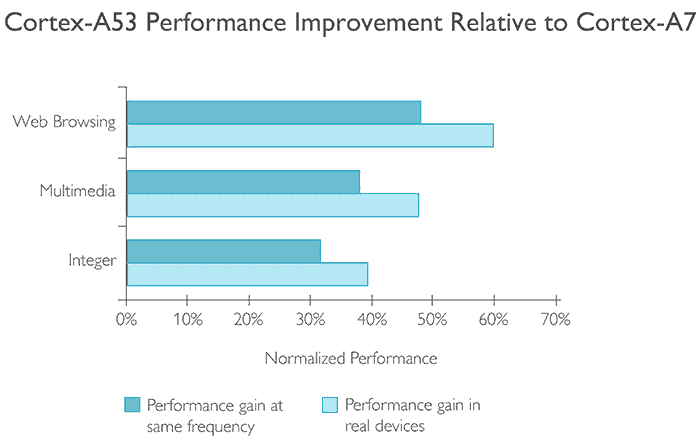 Cortex-A53 Performance Improvement Relative to Cortex-A7
Web Browsing
Multimedia
Integer
0% 10% 20% 30% 40% 50% 60% 70%
Normalized Performance
Performance gain at
same frequency
Performance gain in
real devices